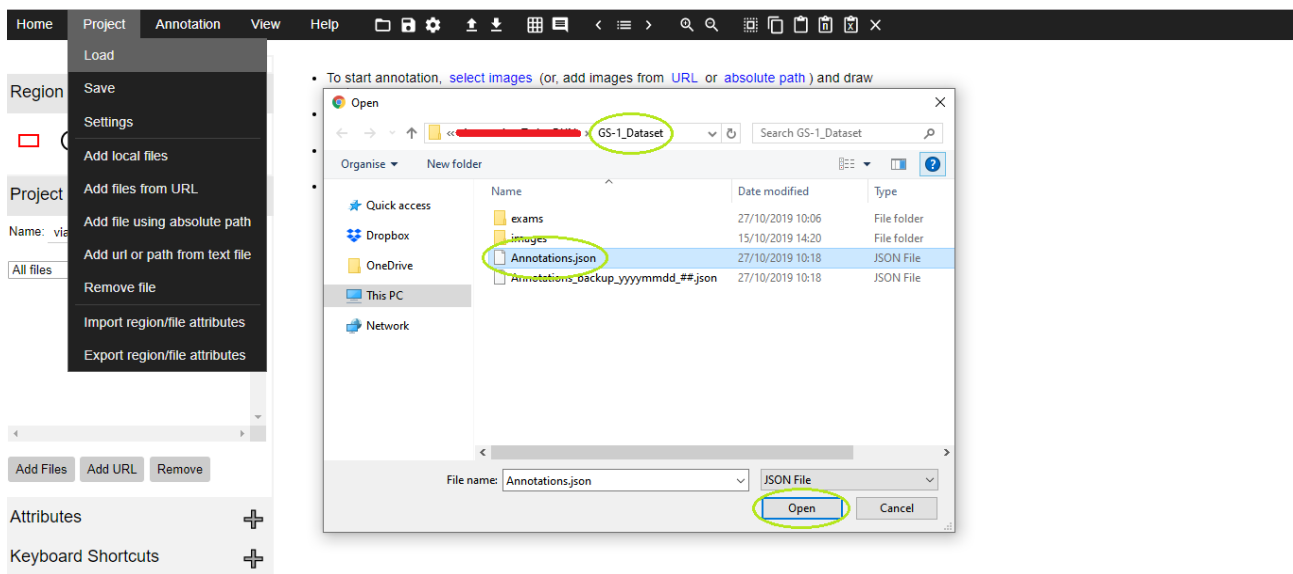 Home Project Annotation View Help
Load
Save
Settings
Add local files
Add files from URL
Add file using absolute path
Add url or path from text file
Remove file
Import region/file attributes
Export region/file attributes
Region
Project
Name: via
All files
Add Files Add URL Remove
Attributes
Keyboard Shortcuts
To start annotation, select images (or, add images from URL or absolute path ) and draw
Open
« GS-1_Dataset Search GS-1_Dataset
Organise New folder
Quick access
Dropbox
OneDrive
This PC
Network
Name Date modified Type
exams 27/10/2019 10:06 File folder
images 15/10/2019 14:20 File folder
Annotations.json 27/10/2019 10:18 JSON File
Annotations_backup_yyyymmdd_##.json 27/10/2019 10:18 JSON File
File name: Annotations.json JSON File
Open Cancel